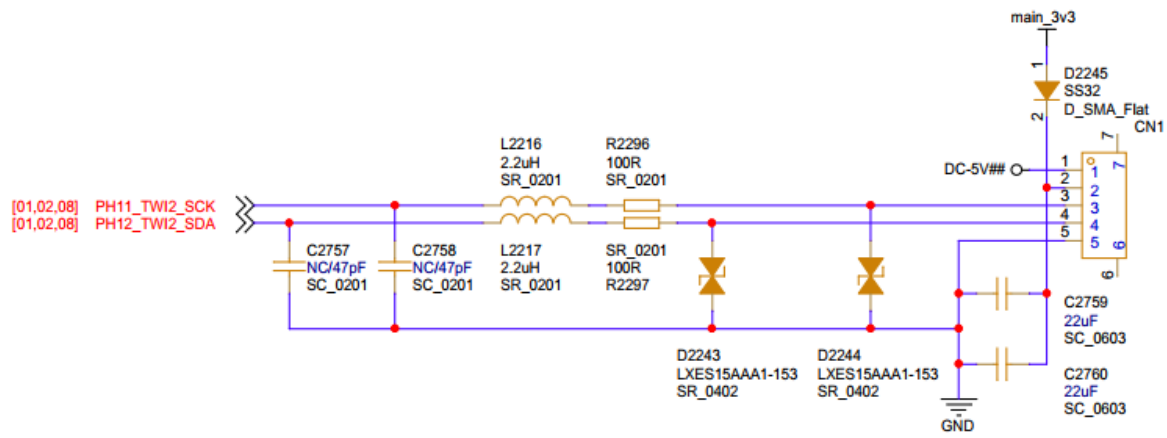 main_3v3
1
D2245
SS32
2
D_SMA_Flat
CN1
7
L2216
2.2uH
SR_0201
R2296
100R
SR_0201
DC-5V##
1
2
3
4
5
1
2
3
4
5
7
6
6
[01,02,08] PH11_TWI2_SCK
[01,02,08] PH12_TWI2_SDA
C2757
NC/47pF
SC_0201
C2758
NC/47pF
SC_0201
L2217
2.2uH
SR_0201
SR_0201
100R
R2297
C2759
22uF
SC_0603
D2243
LXES15AAA1-153
SR_0402
D2244
LXES15AAA1-153
SR_0402
C2760
22uF
SC_0603
GND